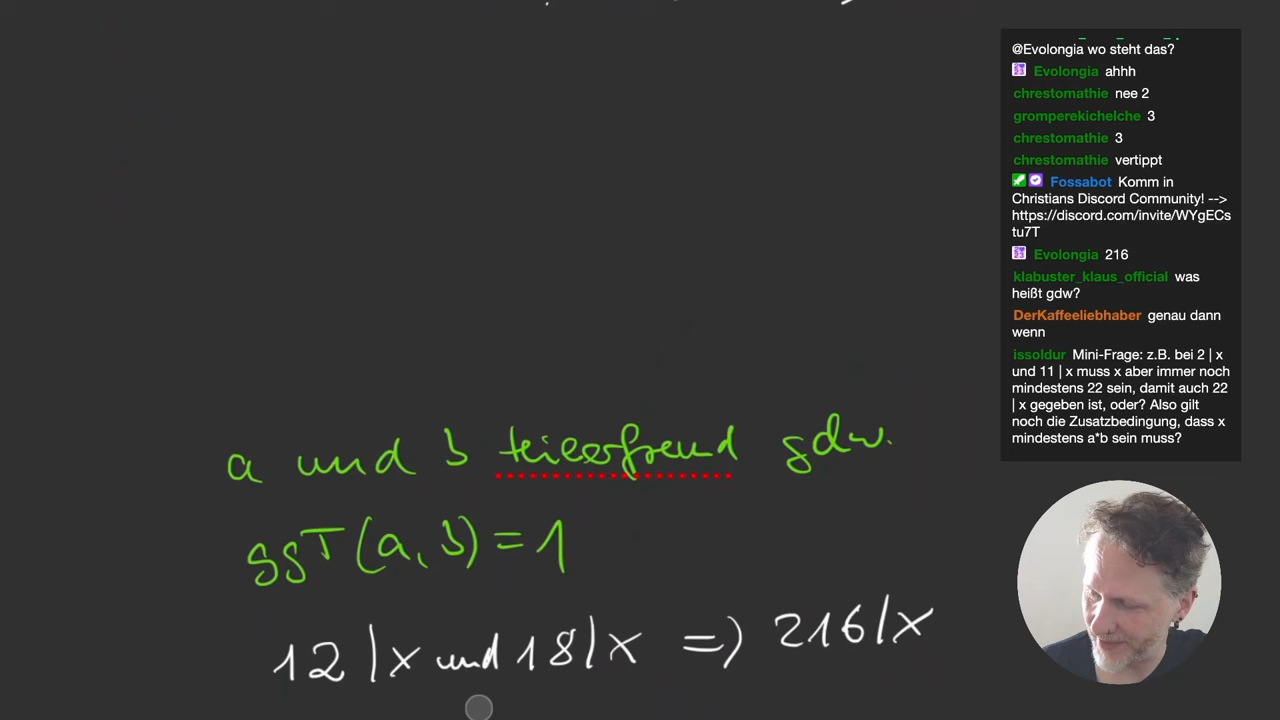 @Evolongia wo steht das?
Evolongia ahhh
chrestomathie nee 2
gromperekichelche 3
chrestomathie 3
chrestomathie vertippt
Fossabot Komm in
Christians Discord Community! -->
https://discord.com/invite/WYgECs
tu7T
Evolongia 216
klabuster_klaus_official was
heißt gdw?
DerKaffeeliebhaber genau dann
wenn
issoldur Mini-Frage: z.B. bei 2 | x
und 11 | x muss x aber immer noch
mindestens 22 sein, damit auch 22
| x gegeben ist, oder? Also gilt
noch die Zusatzbedingung, dass x
mindestens a*b sein muss?
a und b teilerfremd gdw.
ggT(a,b)=1
12|x und 18|x => 216|x